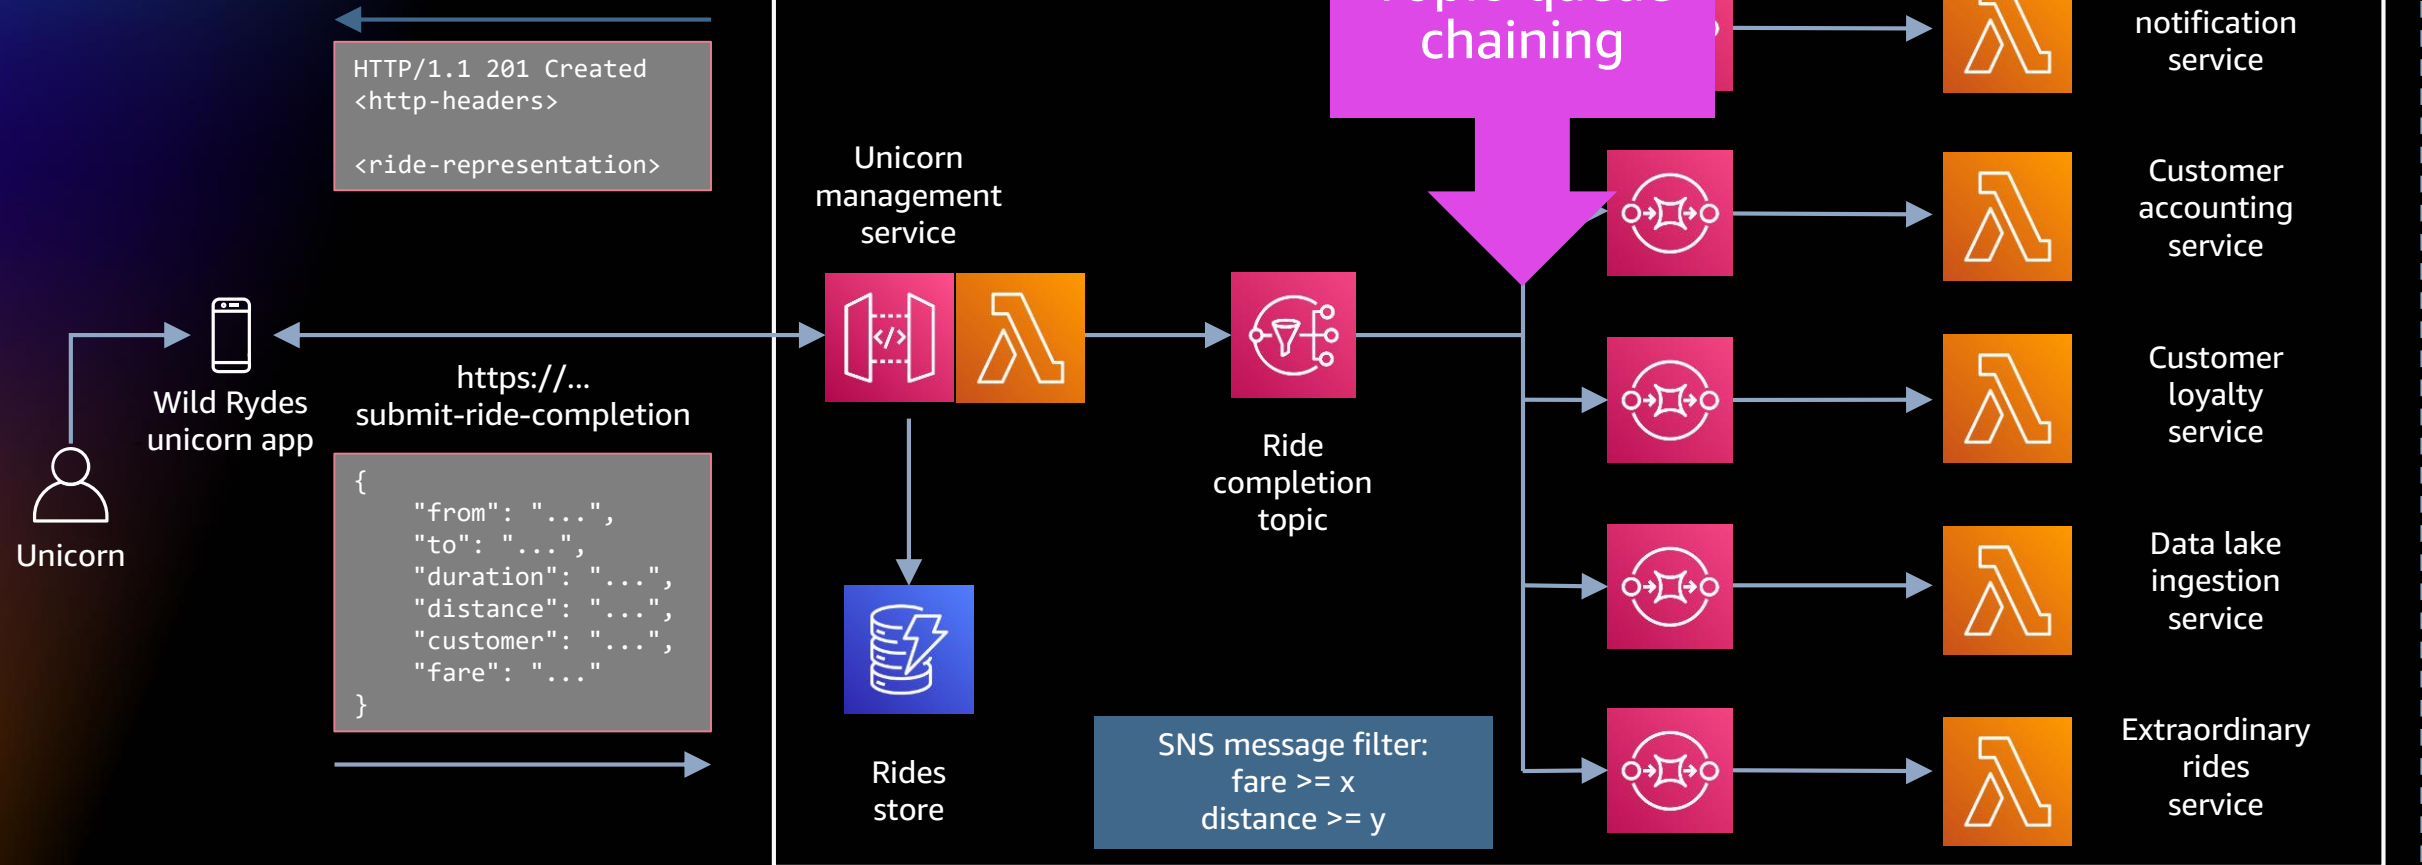 Topic-queue
chaining
notification
service
HTTP/1.1 201 Created
<http-headers>
<ride-representation>
Unicorn
management
service
Customer
accounting
service
https://...
submit-ride-completion
Wild Rydes
unicorn app
Unicorn
Customer
loyalty
service
Ride
completion
topic
{
"from": "...",
"to": "...",
"duration": "...",
"distance": "...",
"customer": "...",
"fare": "..."
}
Data lake
ingestion
service
Rides
store
SNS message filter:
fare >= x
distance >= y
Extraordinary
rides
service